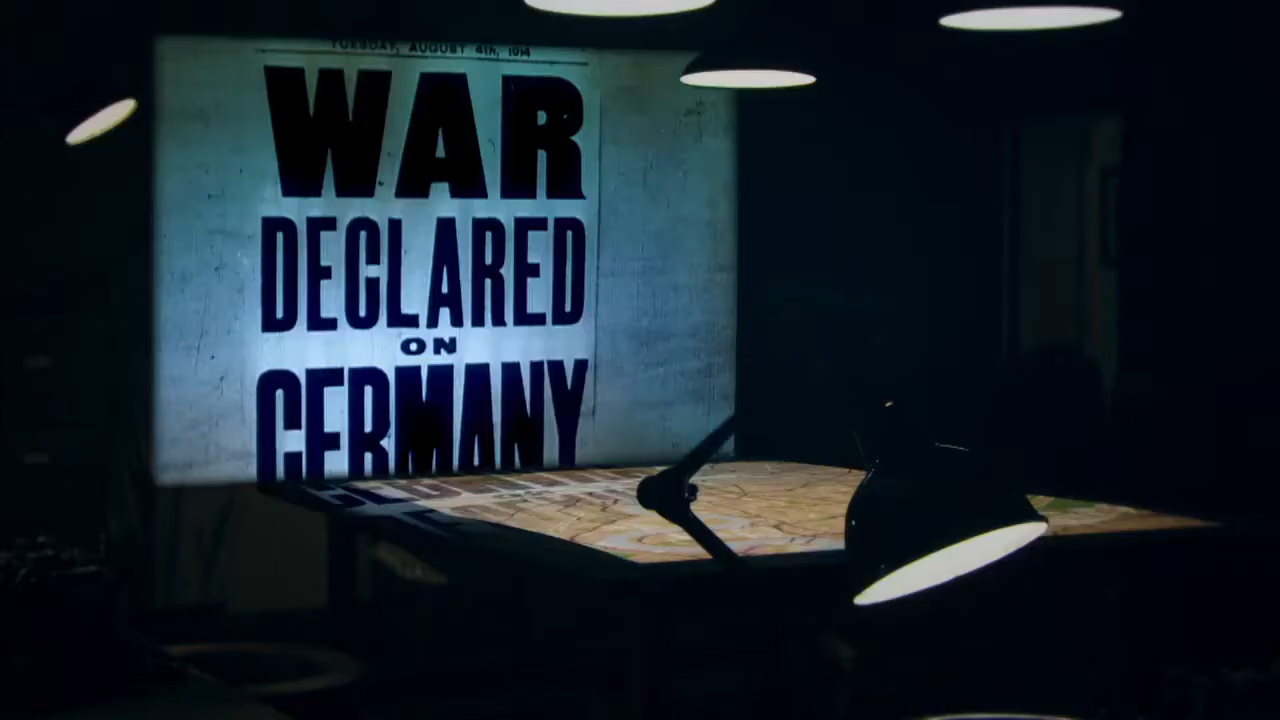 TUESDAY, AUGUST 4th, 1914
WAR
DECLARED
ON
GERMANY